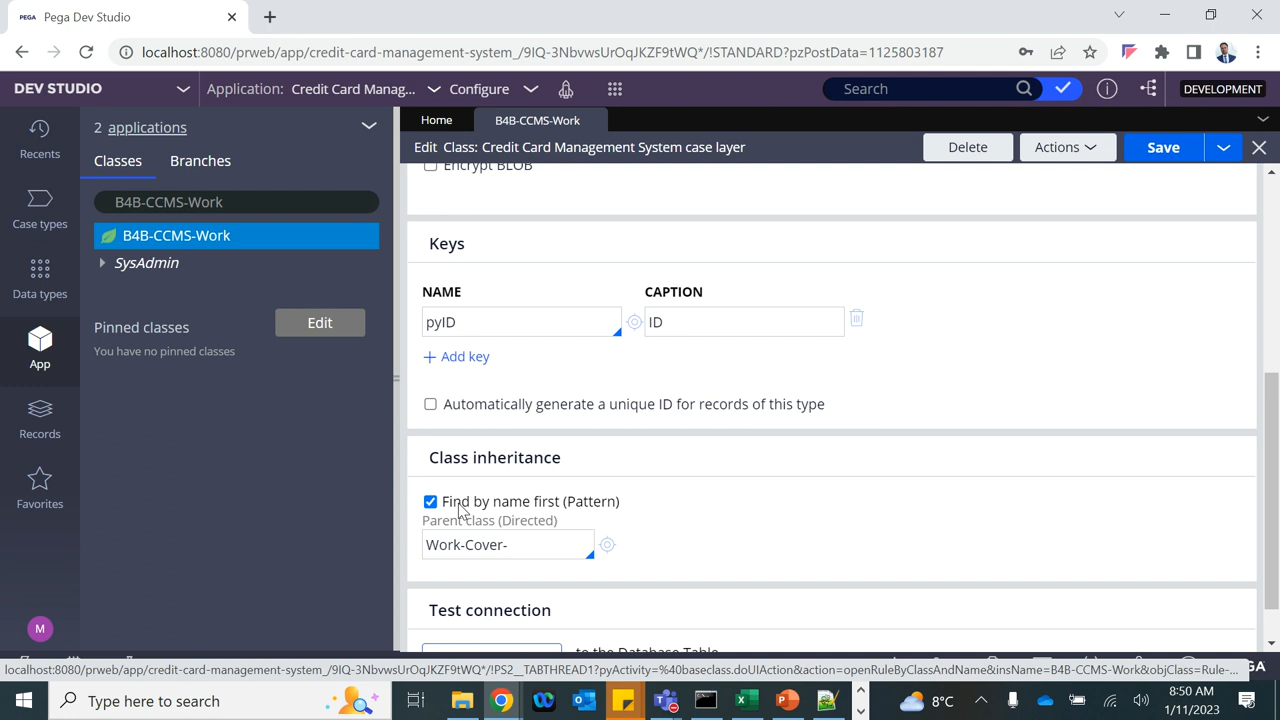 PEGA Pega Dev Studio
localhost:8080/prweb/app/credit-card-management-system_/9IQ-3NbvwsUrOqJKZF9tWQ*/!STANDARD?pzPostData=1125803187
DEV STUDIO Application: Credit Card Manag... Configure Search DEVELOPMENT
Recents
Case types
Data types
App
Records
Favorites
M
2 applications
Classes Branches
B4B-CCMS-Work
B4B-CCMS-Work
SysAdmin
Pinned classes Edit
You have no pinned classes
Home B4B-CCMS-Work
Edit Class: Credit Card Management System case layer Delete Actions Save
Encrypt BLOB
Keys
NAME CAPTION
pyID ID
+ Add key
Automatically generate a unique ID for records of this type
Class inheritance
Find by name first (Pattern)
Parent class (Directed)
Work-Cover-
Test connection
to the Database Table
localhost:8080/prweb/app/credit-card-management-system_/9IQ-3NbvwsUrOqJKZF9tWQ*/!PS2__TABTHREAD1?pyActivity=%40baseclass.doUIAction&action=openRuleByClassAndName&insName=B4B-CCMS-Work&objClass=Rule-...
GA
Type here to search 8°C 8:50 AM
1/11/2023